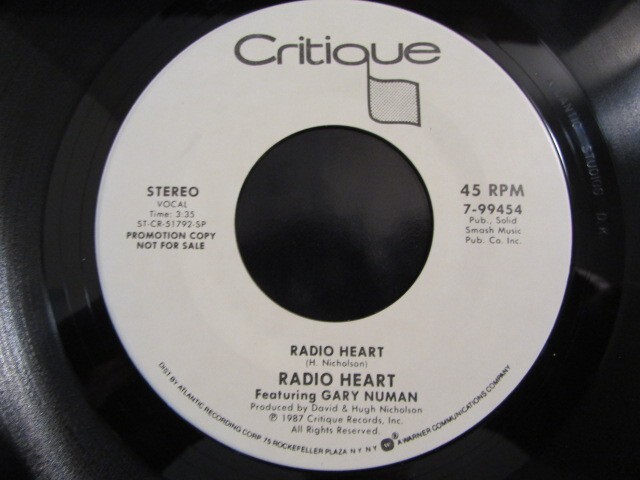 Critique
STEREO
VOCAL
Time: 3:35
ST-CR-51792-SP
PROMOTION COPY
NOT FOR SALE
45 RPM
7-99454
Pub., Solid
Smash Music
Pub. Co. Inc.
RADIO HEART
(H. Nicholson)
RADIO HEART
Featuring GARY NUMAN
Produced by David & Hugh Nicholson
℗ 1987 Critique Records, Inc.
All Rights Reserved.
DIST. BY ATLANTIC RECORDING CORP. 75 ROCKEFELLER PLAZA N Y N Y W ® A WARNER COMMUNICATIONS COMPANY